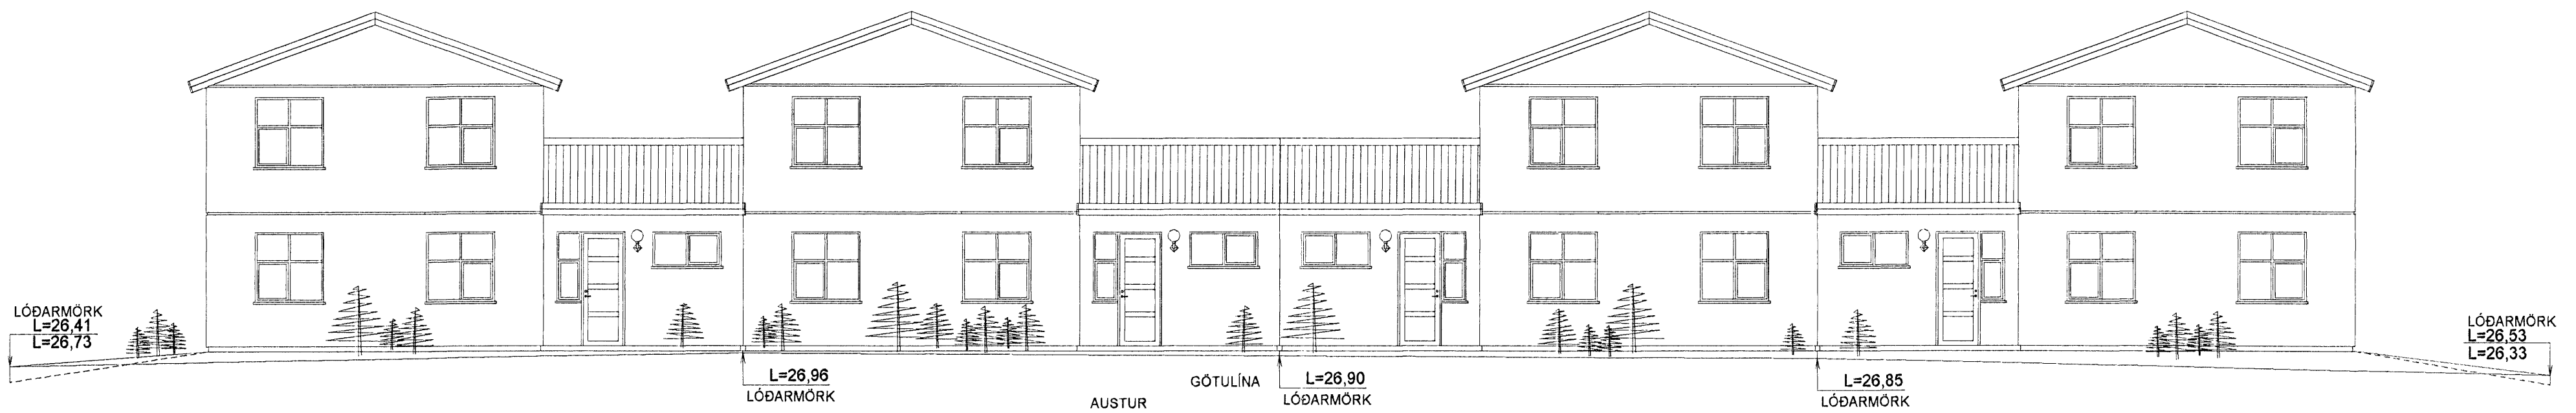 LÓÐARMÖRK
L=26,41
L=26,73
L=26,96
LÓÐARMÖRK
GÖTULÍNA
AUSTUR
L=26,90
LÓÐARMÖRK
L=26,85
LÓÐARMÖRK
LÓÐARMÖRK
L=26,53
L=26,33